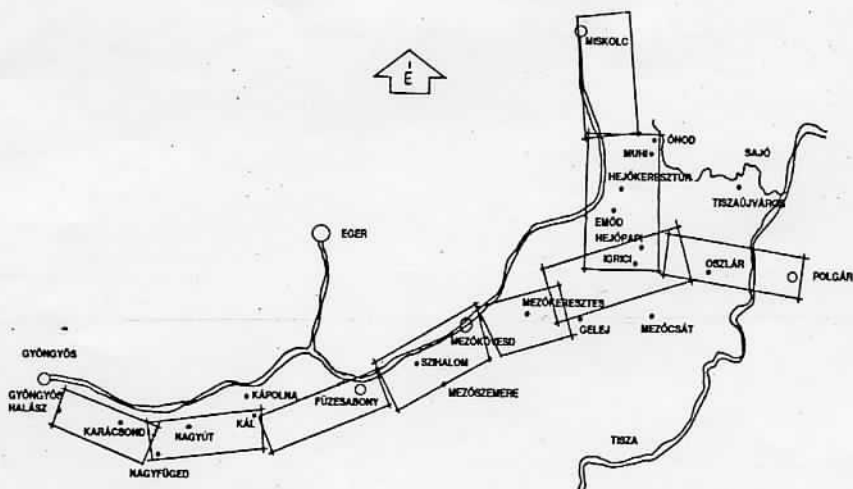 MISKOLC
E
ÓHOD
MUHI
SAJÓ
HEJŐKERESZTÚR
TISZAÚJVÁROS
EMŐD
EGER
HEJŐPAPI
IGRICI
OSZLÁR
POLGÁR
MEZŐKERESZTES
GELEJ
MEZŐCSÁT
MEZŐKÖVESD
GYÖNGYÖS
SZIHALOM
GYÖNGYÖS
HALÁSZ
KÁPOLNA
FÜZESABONY
MEZŐSZEMERE
KARÁCSOND
NAGYÚT
KÁL
NAGYFÜGED
TISZA